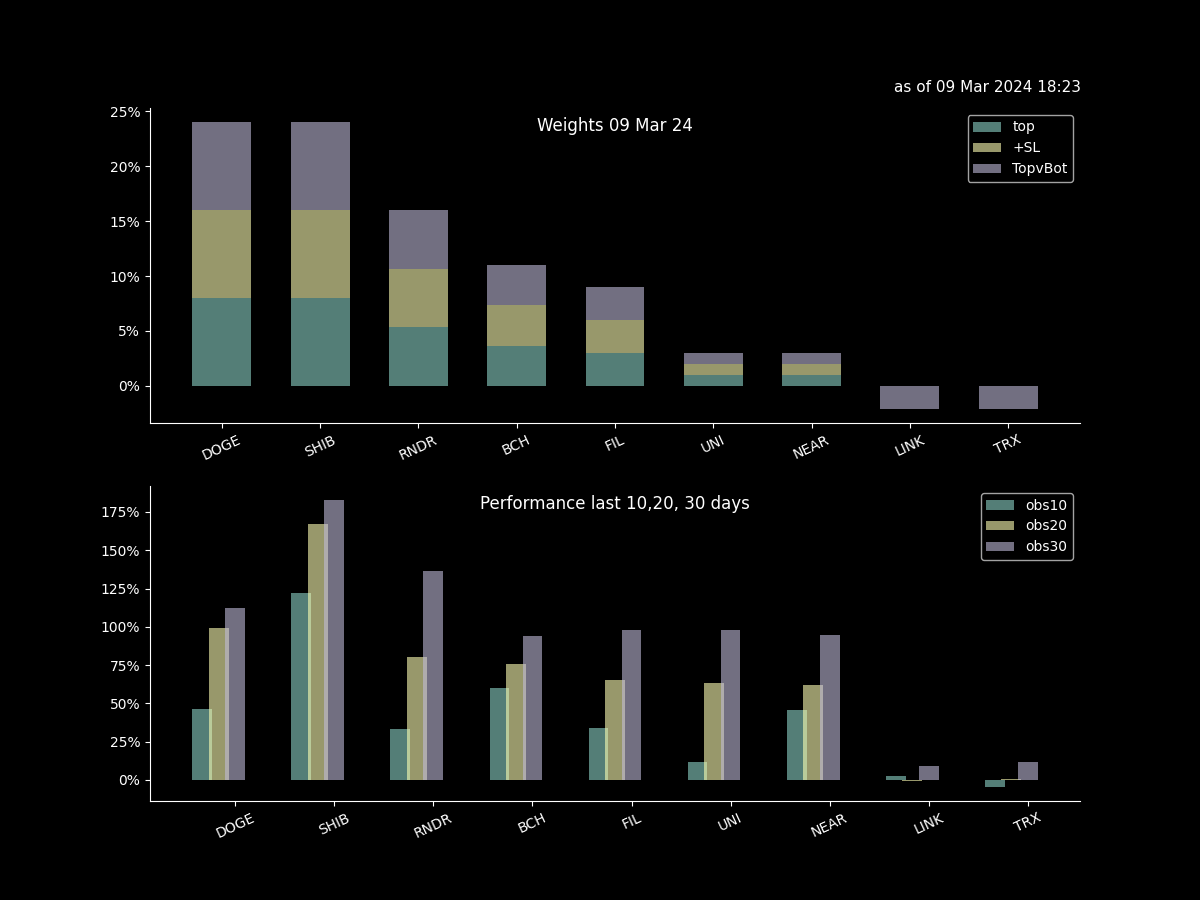 as of 09 Mar 2024 18:23
Weights 09 Mar 24
top
+SL
TopvBot
25%
20%
15%
10%
5%
0%
DOGE SHIB RNDR BCH FIL UNI NEAR LINK TRX
Performance last 10,20, 30 days
obs10
obs20
obs30
175%
150%
125%
100%
75%
50%
25%
0%
DOGE SHIB RNDR BCH FIL UNI NEAR LINK TRX